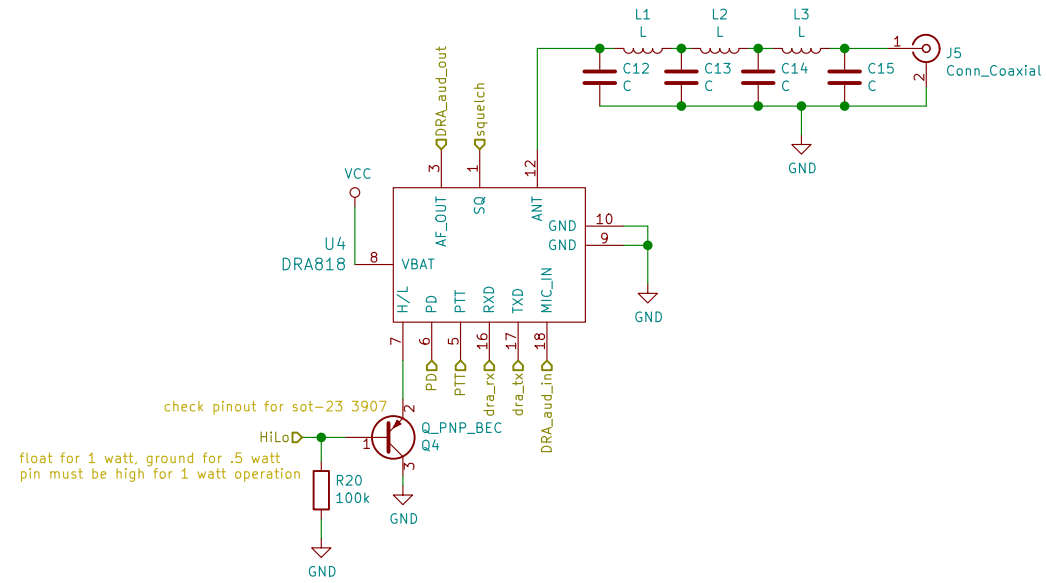 L1
L
L2
L
L3
L
C12
C
C13
C
C14
C
C15
C
1
2
J5
Conn_Coaxial
GND
DRA_aud_out
squelch
3
1
12
VCC
AF_OUT
SQ
ANT
GND
10
GND
9
U4
DRA818
8
VBAT
H/L
PD
PTT
RXD
TXD
MIC_IN
GND
7
6
5
16
17
18
PD
PTT
dra_rx
dra_tx
DRA_aud_in
check pinout for sot-23 3907
2
Q_PNP_BEC
Q4
HiLo
1
3
float for 1 watt, ground for .5 watt
pin must be high for 1 watt operation
R20
100k
GND
GND